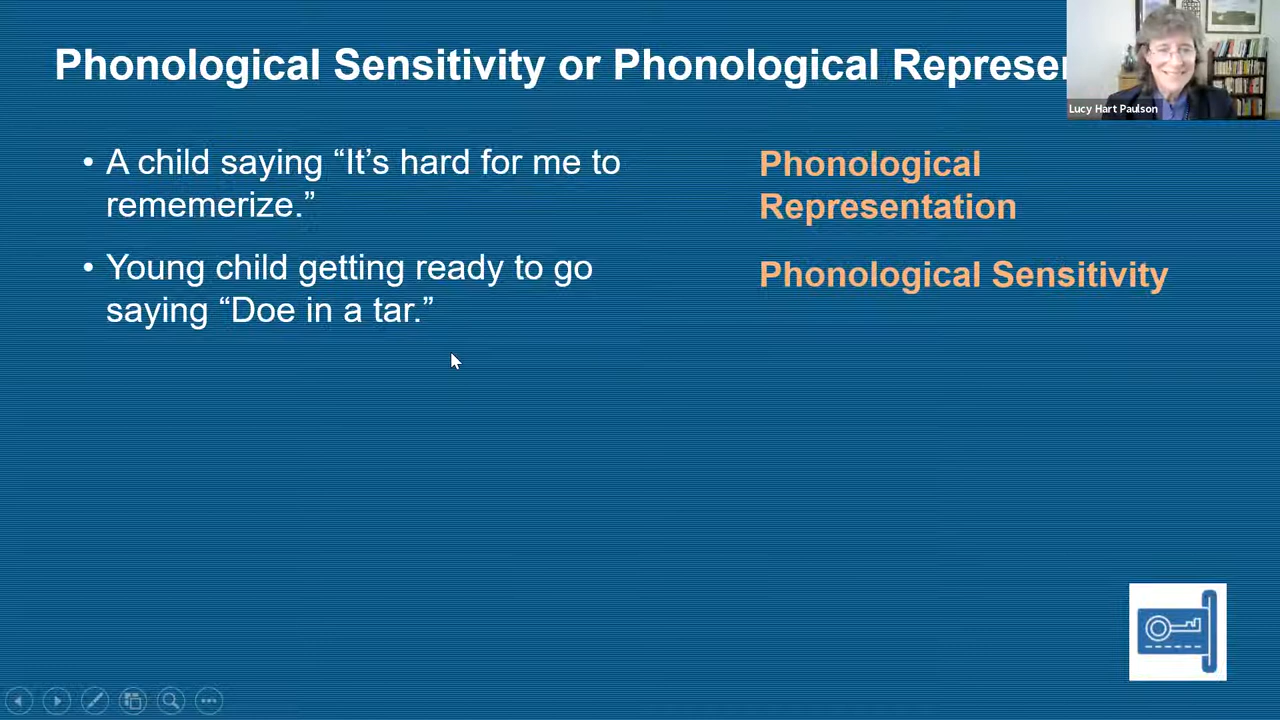 Phonological Sensitivity or Phonological
Lucy Hart Paulson
• A child saying “It’s hard for me to
rememerize.”
Phonological
Representation
• Young child getting ready to go
saying “Doe in a tar.”
Phonological Sensitivity